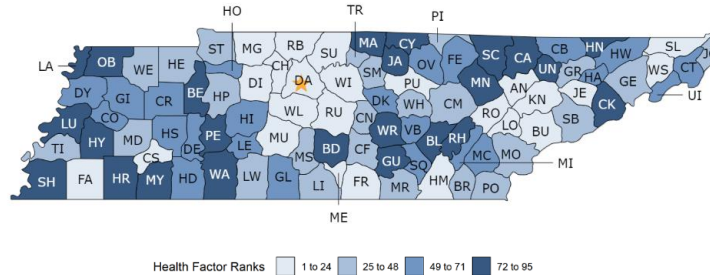 HO TR PI
ST MG RB SU MA CY SC CA CB HN HW SL
LA OB WE HE CH JA OV FE UN GR HA WS CT JO
DY GI CR BE HP DI DA WI SM PU MN AN KN JE GE UI
CO WL RU DK WH CM RO LO CK
LU HY MD HS DE PE HI MU CN WR VB BL RH BU SB
TI CS LE MS BD CF GU SQ MC MO MI
SH FA HR MY HD WA LW GL LI FR MR HM BR PO
ME
Health Factor Ranks 1 to 24 25 to 48 49 to 71 72 to 95